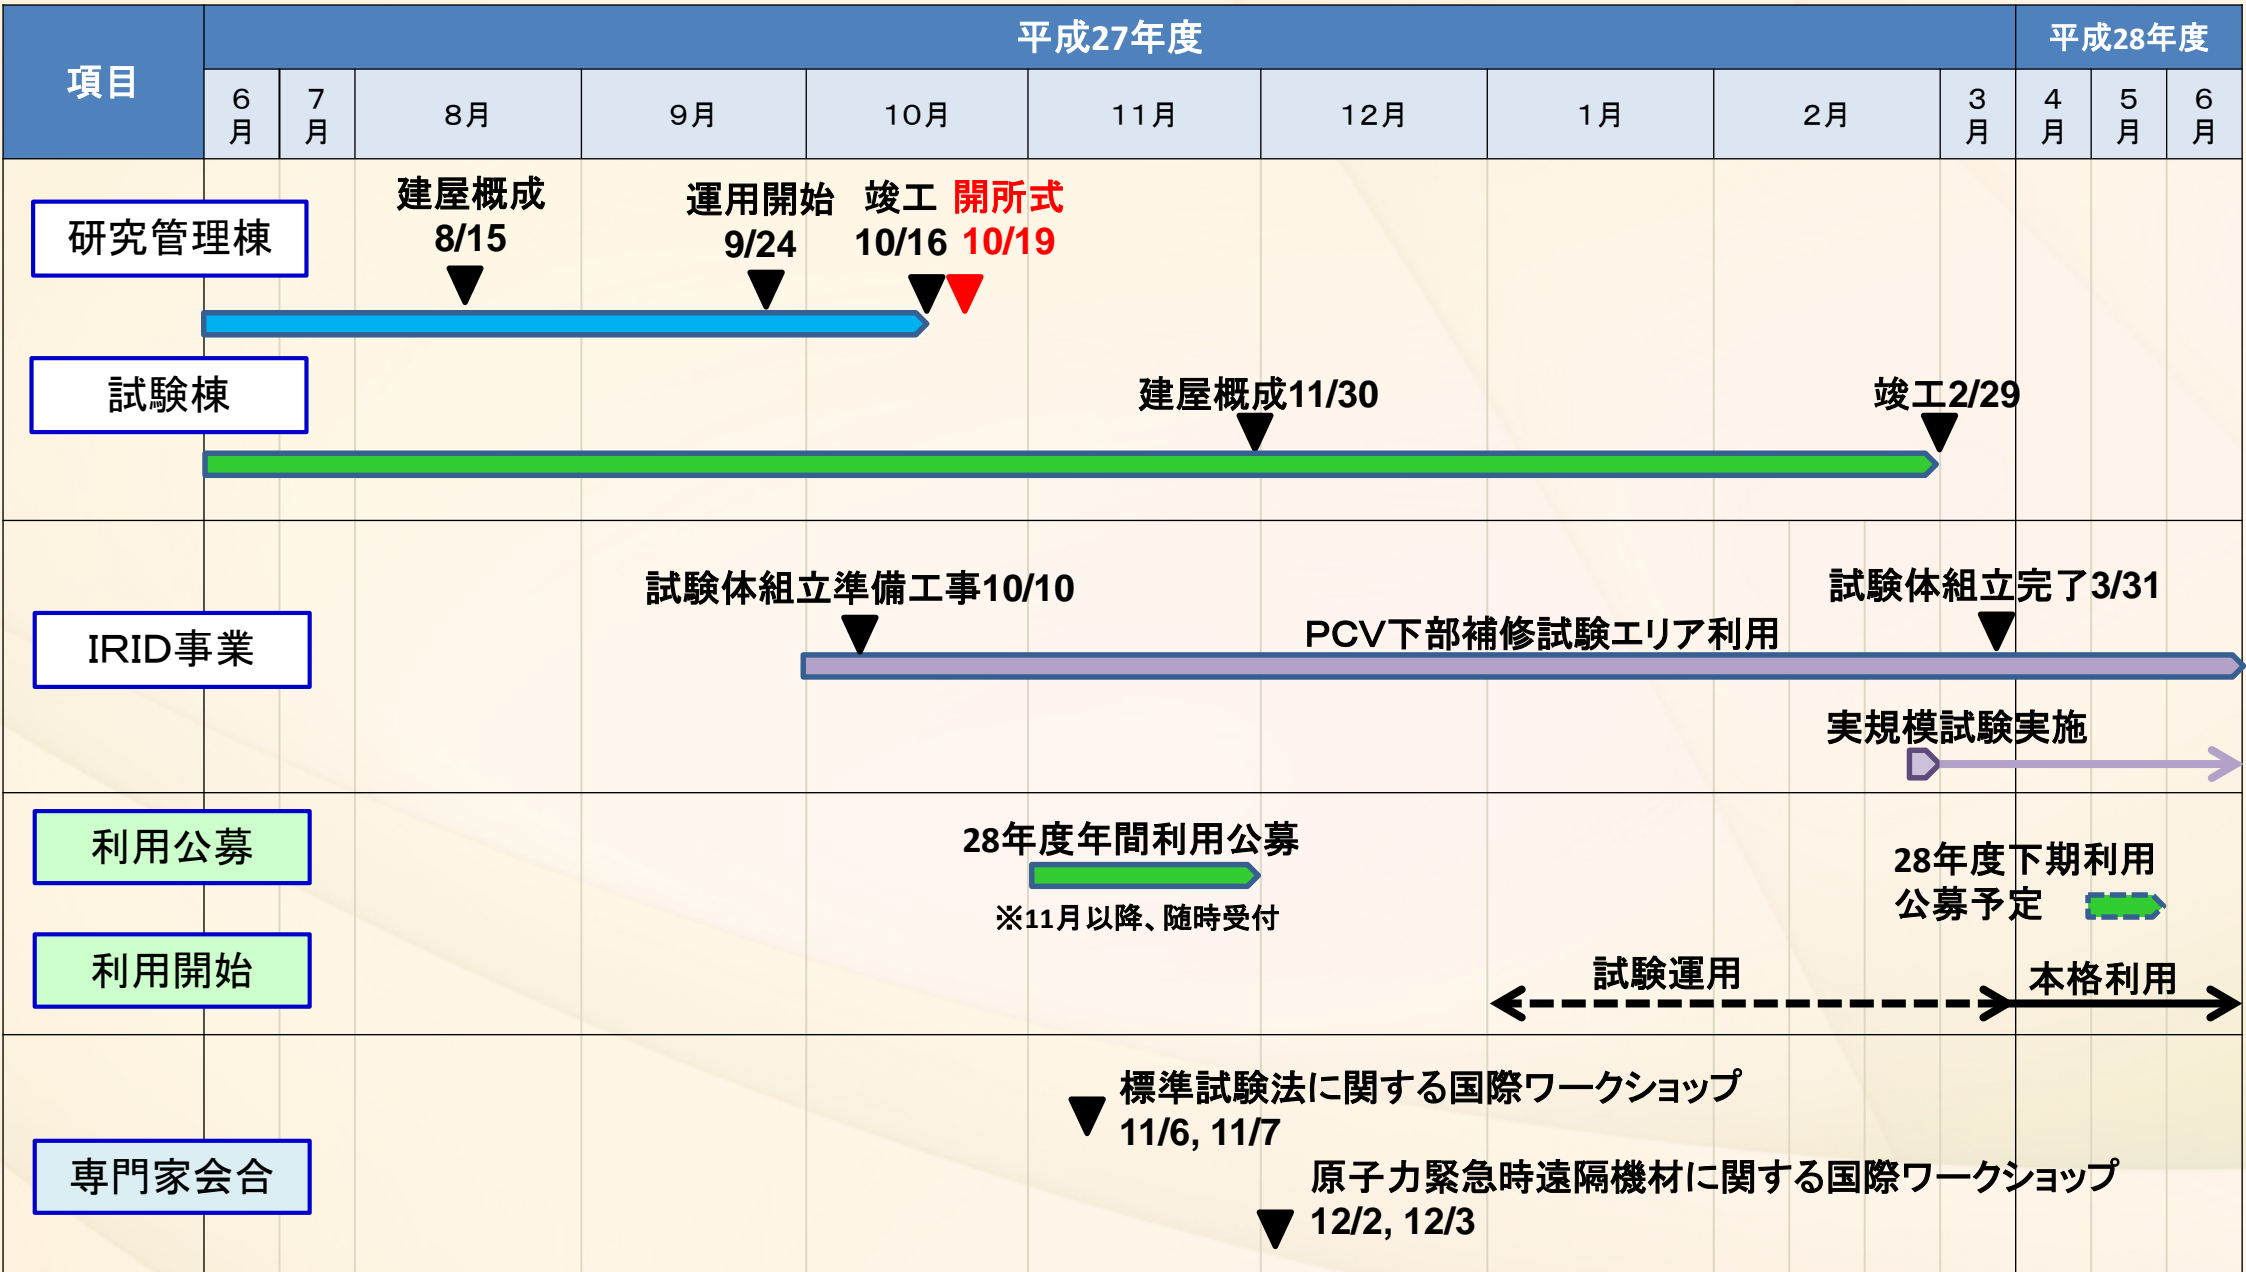 項目
平成27年度
平成28年度
6月
7月
8月
9月
10月
11月
12月
1月
2月
3月
4月
5月
6月
研究管理棟
建屋概成
8/15
運用開始
9/24
竣工
10/16
開所式
10/19
試験棟
建屋概成11/30
竣工2/29
IRID事業
試験体組立準備工事10/10
試験体組立完了3/31
PCV下部補修試験エリア利用
実規模試験実施
利用公募
28年度年間利用公募
※11月以降、随時受付
28年度下期利用
公募予定
利用開始
試験運用
本格利用
専門家会合
標準試験法に関する国際ワークショップ
11/6, 11/7
原子力緊急時遠隔機材に関する国際ワークショップ
12/2, 12/3